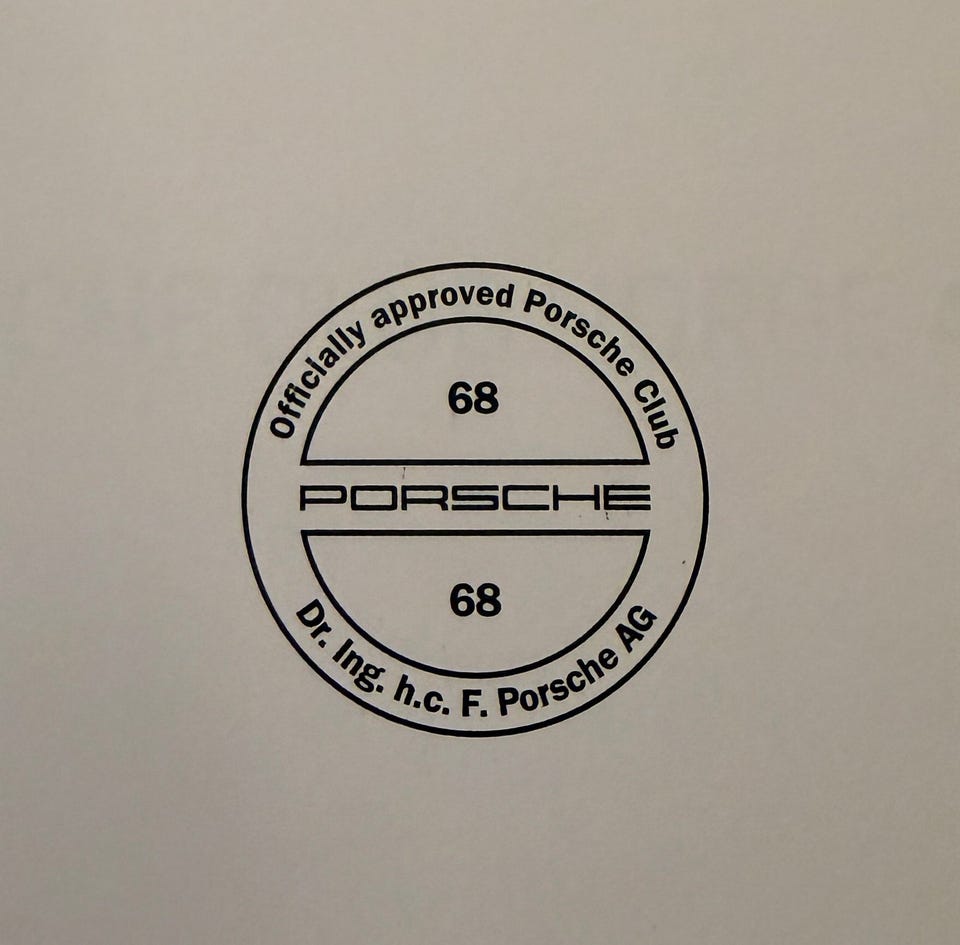 Officially approved Porsche Club
68
PORSCHE
68
Dr. Ing. h.c. F. Porsche AG